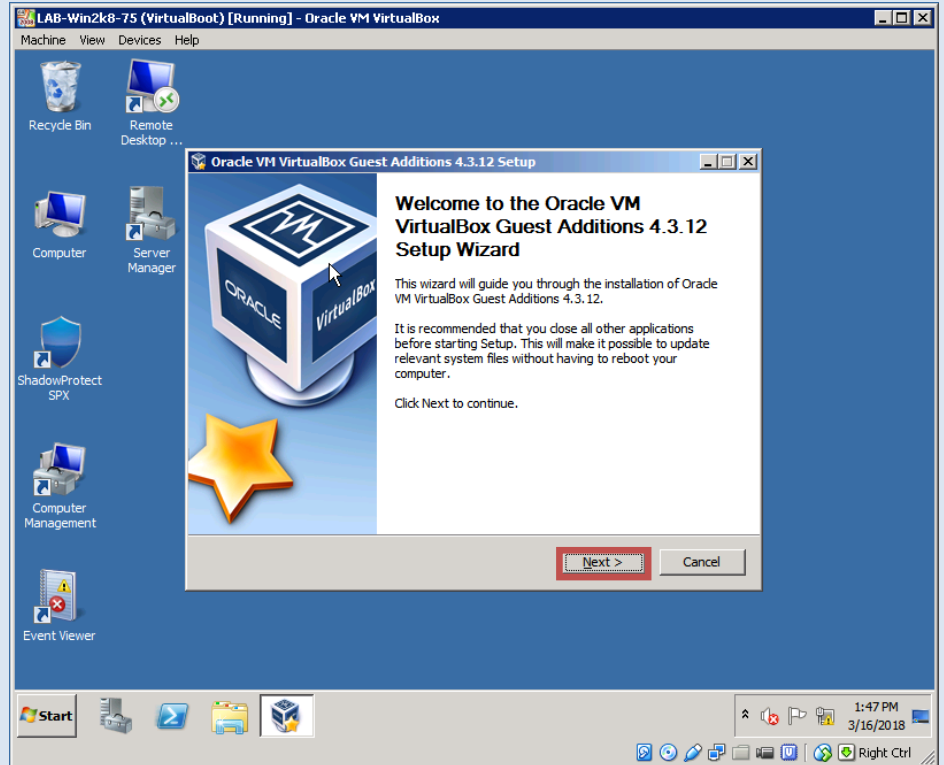 LAB-Win2k8-75 (VirtualBoot) [Running] - Oracle VM VirtualBox
Machine View Devices Help
Recycle Bin
Remote
Desktop ...
Computer
Server
Manager
ShadowProtect
SPX
Computer
Management
Event Viewer
Oracle VM VirtualBox Guest Additions 4.3.12 Setup
ORACLE
VirtualBox
Welcome to the Oracle VM
VirtualBox Guest Additions 4.3.12
Setup Wizard
This wizard will guide you through the installation of Oracle
VM VirtualBox Guest Additions 4.3.12.
It is recommended that you close all other applications
before starting Setup. This will make it possible to update
relevant system files without having to reboot your
computer.
Click Next to continue.
Next >
Cancel
Start
1:47 PM
3/16/2018
Right Ctrl